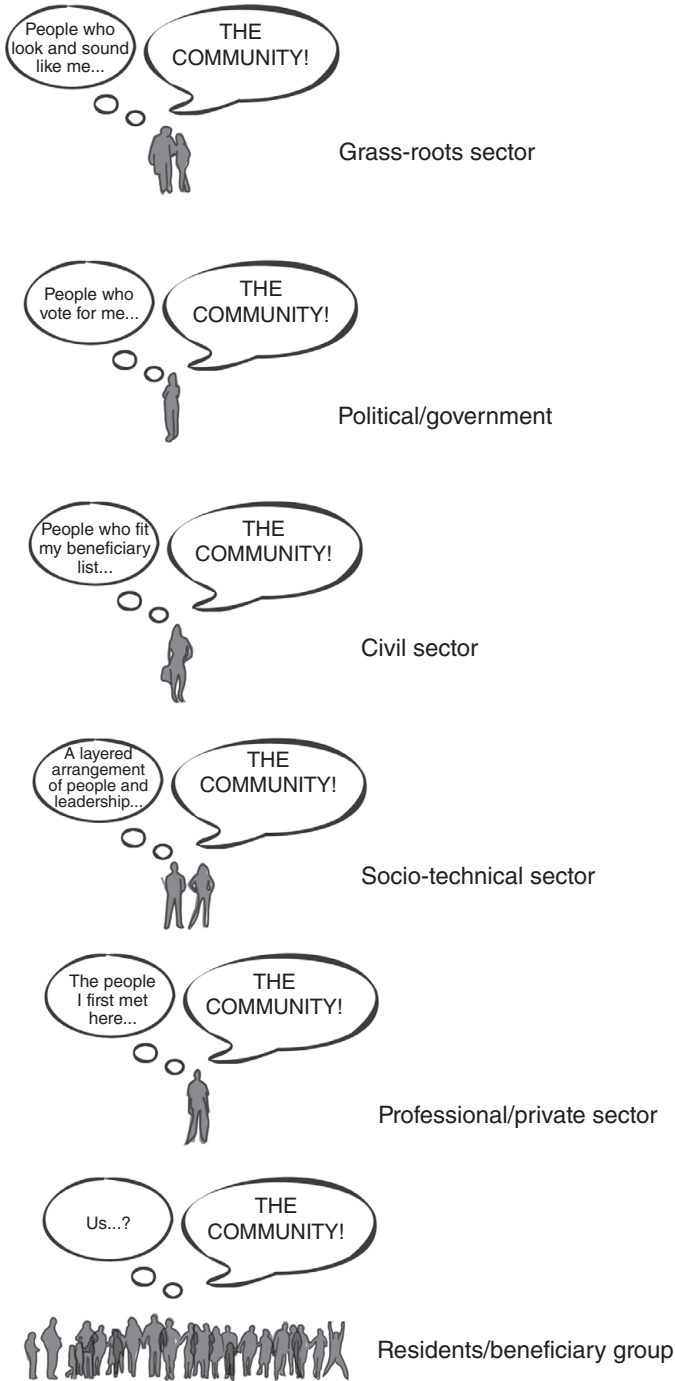 People who
look and sound
like me...
THE
COMMUNITY!
Grass-roots sector
People who
vote for me...
THE
COMMUNITY!
Political/government
People who fit
my beneficiary
list...
THE
COMMUNITY!
Civil sector
A layered
arrangement
of people and
leadership...
THE
COMMUNITY!
Socio-technical sector
The people
I first met
here...
THE
COMMUNITY!
Professional/private sector
Us...?
THE
COMMUNITY!
Residents/beneficiary group